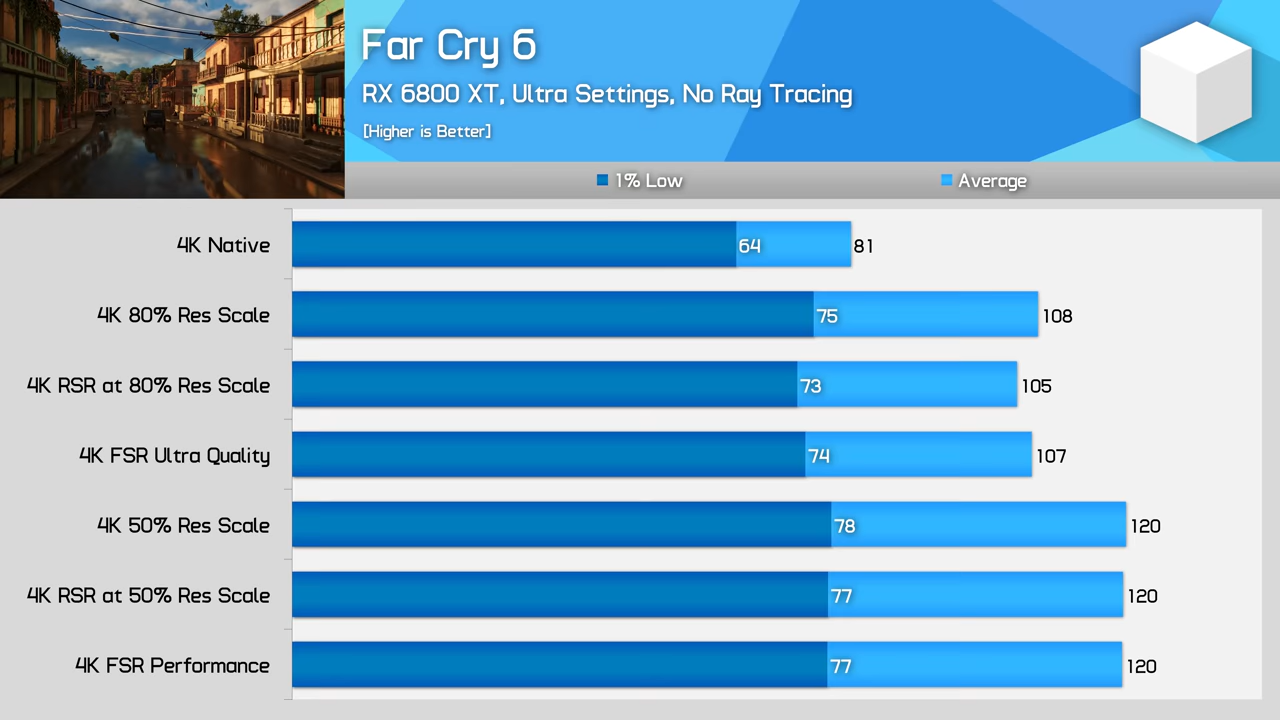 Far Cry 6
RX 6800 XT, Ultra Settings, No Ray Tracing
[Higher is Better]
1% Low Average
4K Native 64 81
4K 80% Res Scale 75 108
4K RSR at 80% Res Scale 73 105
4K FSR Ultra Quality 74 107
4K 50% Res Scale 78 120
4K RSR at 50% Res Scale 77 120
4K FSR Performance 77 120